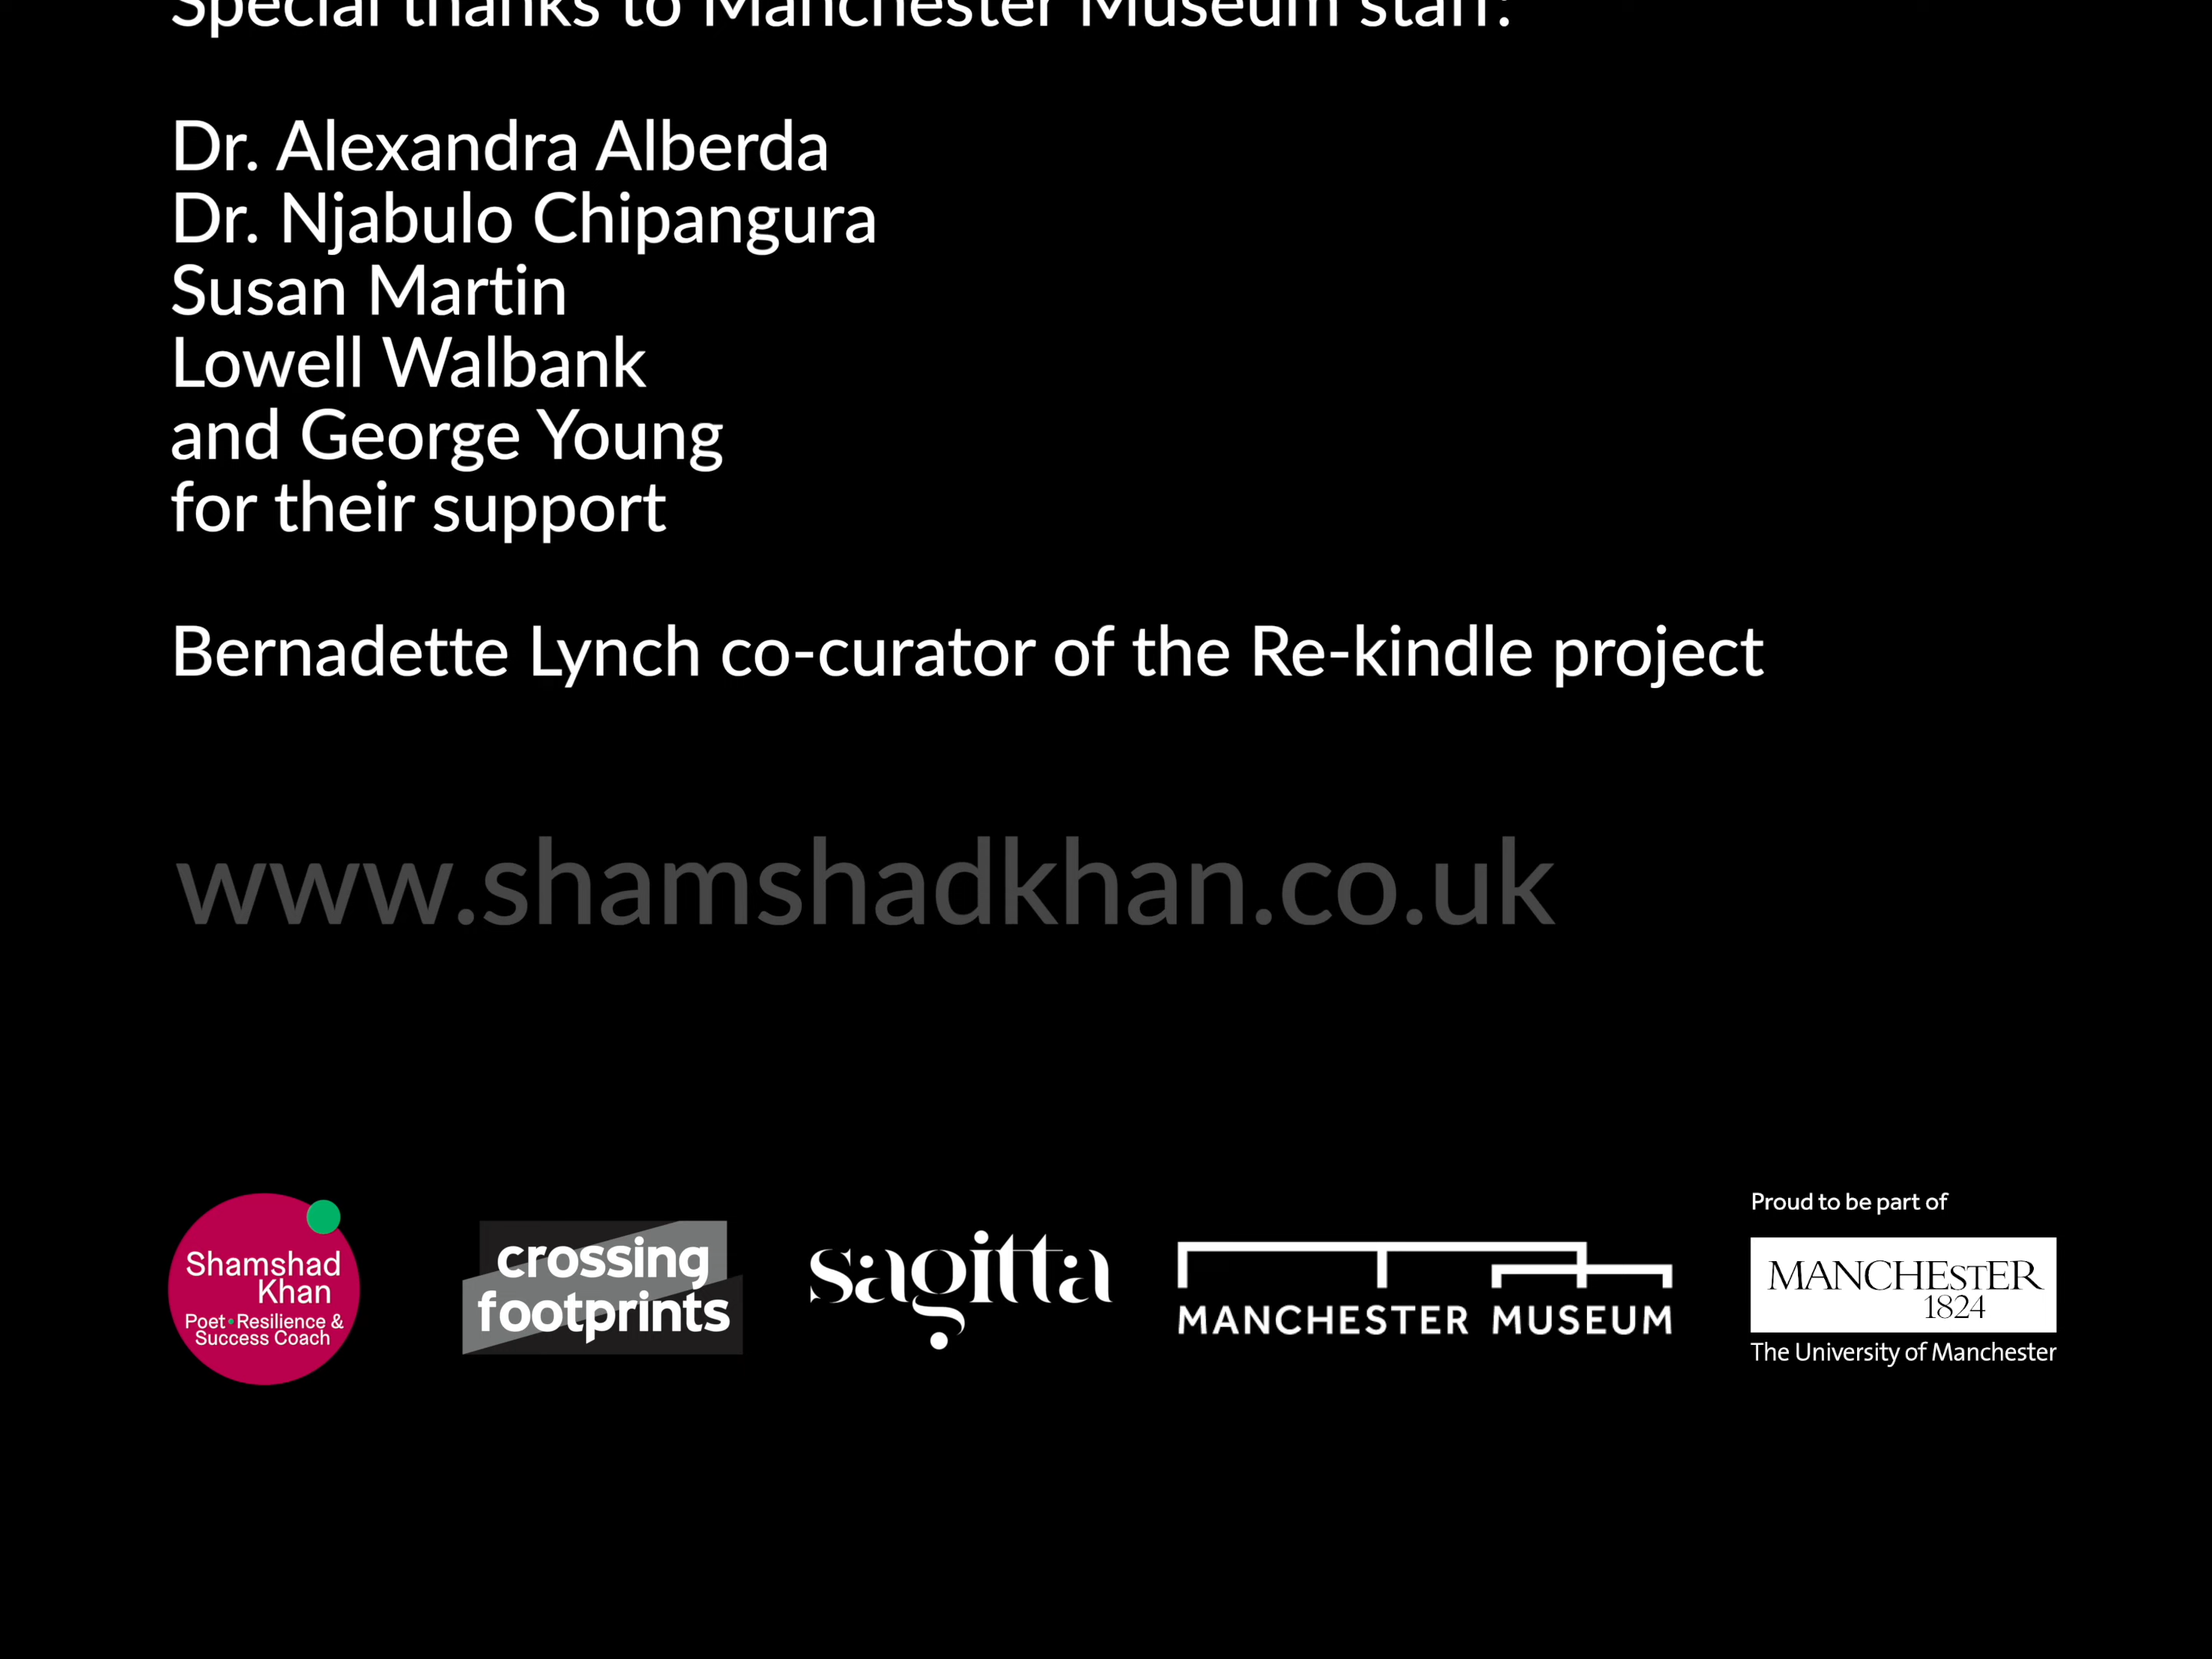 Special thanks to Manchester Museum staff:
Dr. Alexandra Alberda
Dr. Njabulo Chipangura
Susan Martin
Lowell Walbank
and George Young
for their support
Bernadette Lynch co-curator of the Re-kindle project
www.shamshadkhan.co.uk
Shamshad
Khan
Poet • Resilience &
Success Coach
crossing
footprints
sagitta
MANCHESTER MUSEUM
Proud to be part of
MANCHESTER
1824
The University of Manchester